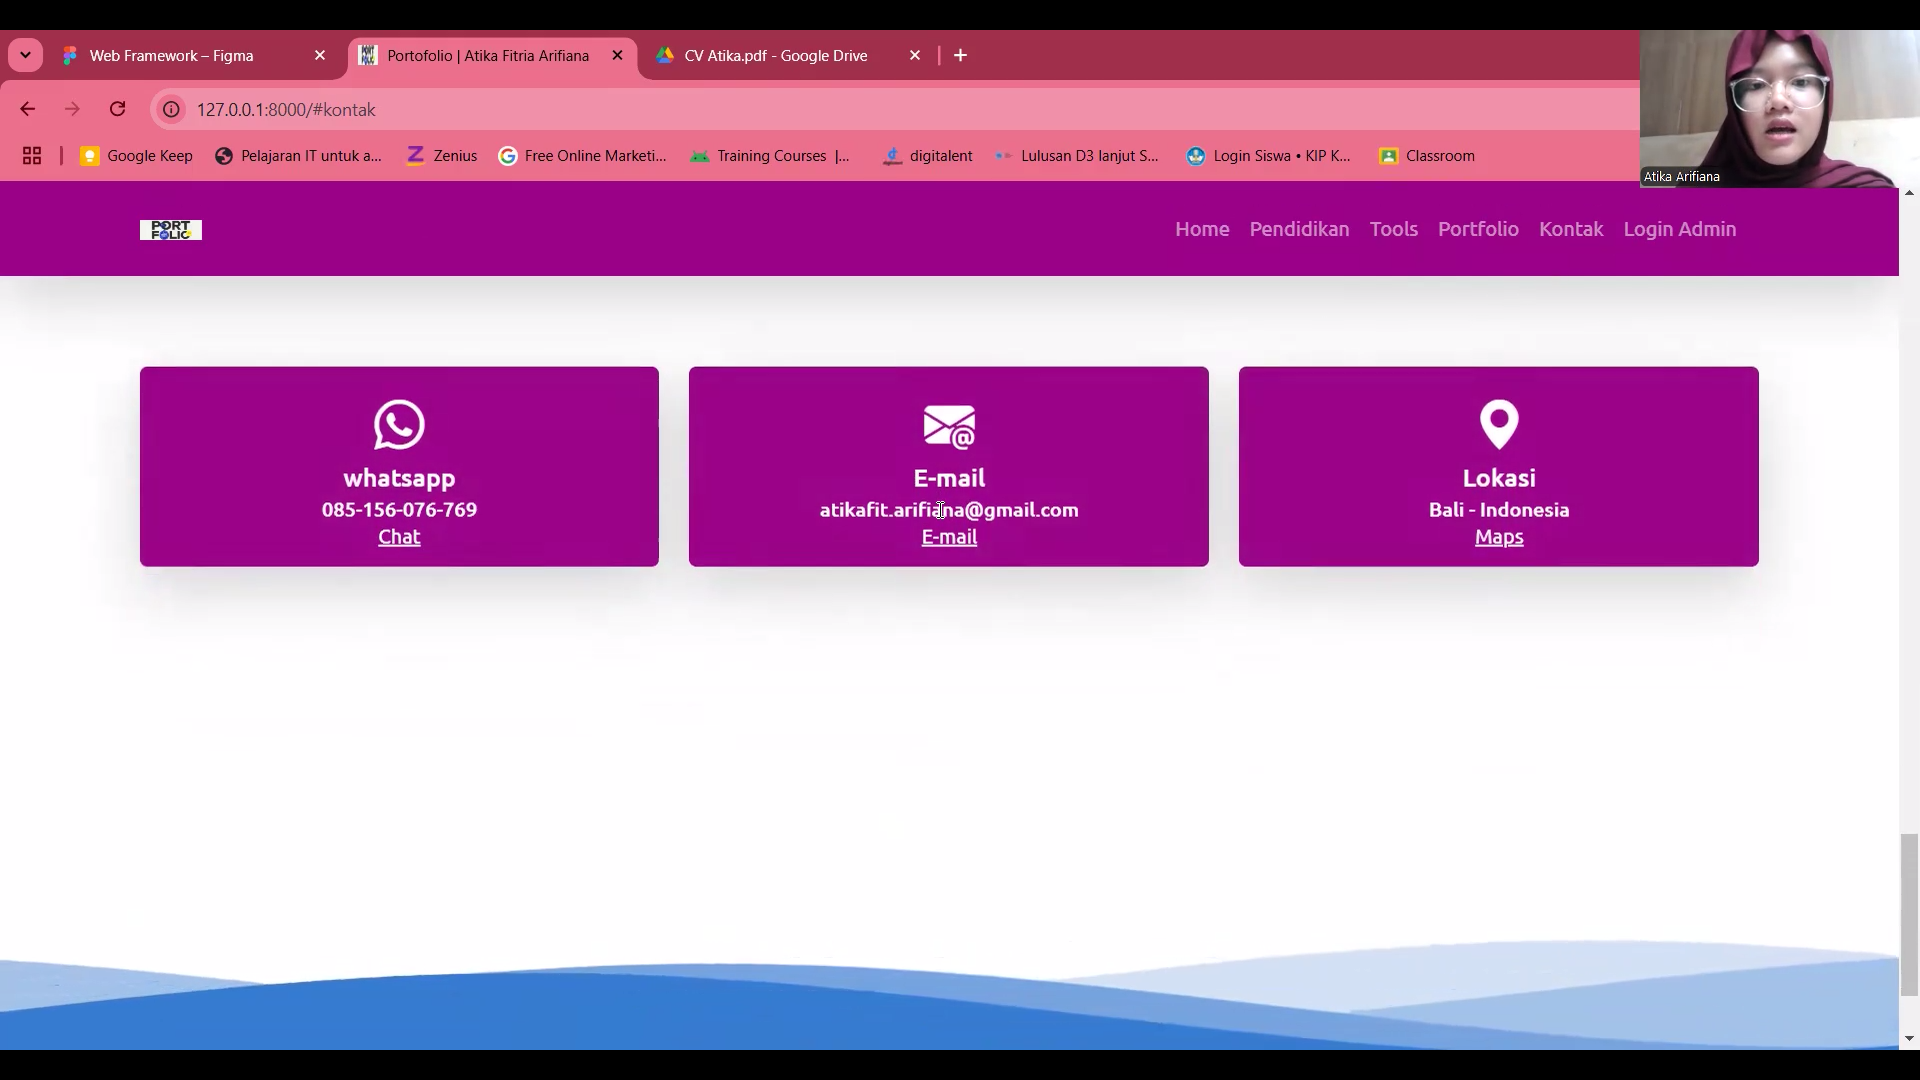 Web Framework – Figma
Portofolio | Atika Fitria Arifiana
CV Atika.pdf - Google Drive
127.0.0.1:8000/#kontak
Google Keep
Pelajaran IT untuk a...
Zenius
Free Online Marketi...
Training Courses |...
digitalent
Lulusan D3 lanjut S...
Login Siswa • KIP K...
Classroom
Atika Arifiana
PORT
FOLIO
Home
Pendidikan
Tools
Portfolio
Kontak
Login Admin
whatsapp
085-156-076-769
Chat
E-mail
atikafit.arifiana@gmail.com
E-mail
Lokasi
Bali - Indonesia
Maps